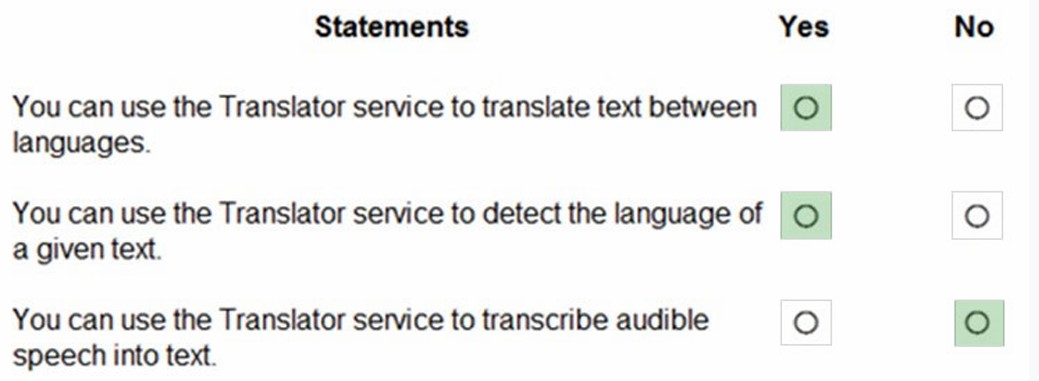 Statements Yes No
You can use the Translator service to translate text between
languages.
You can use the Translator service to detect the language of
a given text.
You can use the Translator service to transcribe audible
speech into text.